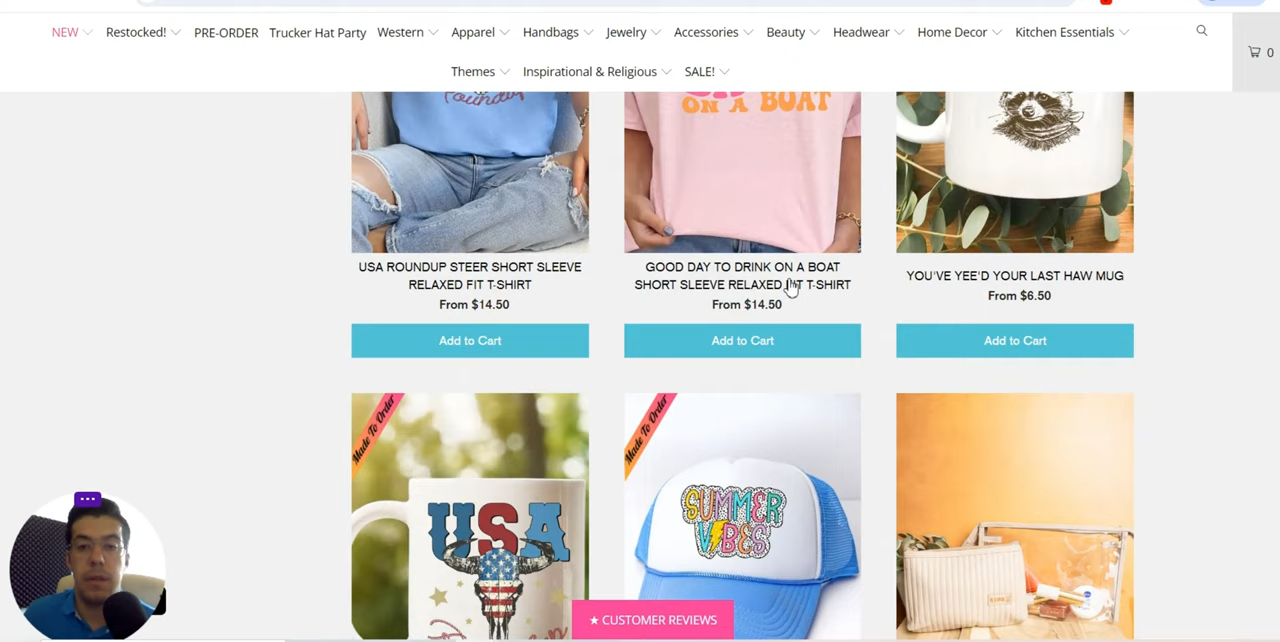 NEW
Restocked!
PRE-ORDER
Trucker Hat Party
Western
Apparel
Handbags
Jewelry
Accessories
Beauty
Headwear
Home Decor
Kitchen Essentials
0
Themes
Inspirational & Religious
SALE!
Roundup
ON A BOAT
USA ROUNDUP STEER SHORT SLEEVE
RELAXED FIT T-SHIRT
From $14.50
GOOD DAY TO DRINK ON A BOAT
SHORT SLEEVE RELAXED FIT T-SHIRT
From $14.50
YOU'VE YEE'D YOUR LAST HAW MUG
From $6.50
Add to Cart
Add to Cart
Add to Cart
Made To Order
Made To Order
USA
SUMMER
VIBES
★ CUSTOMER REVIEWS